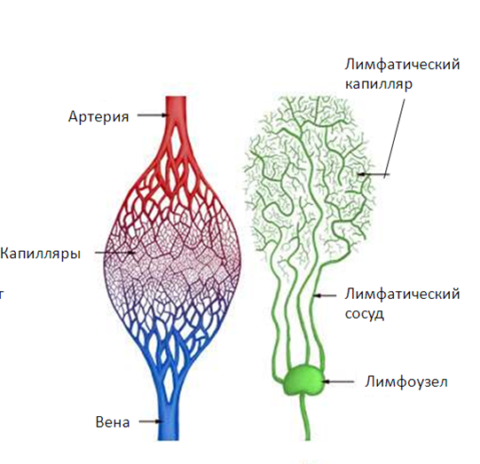 Лимфатический
капилляр
Артерия
Капилляры
т
Лимфатический
сосуд
Лимфоузел
Вена